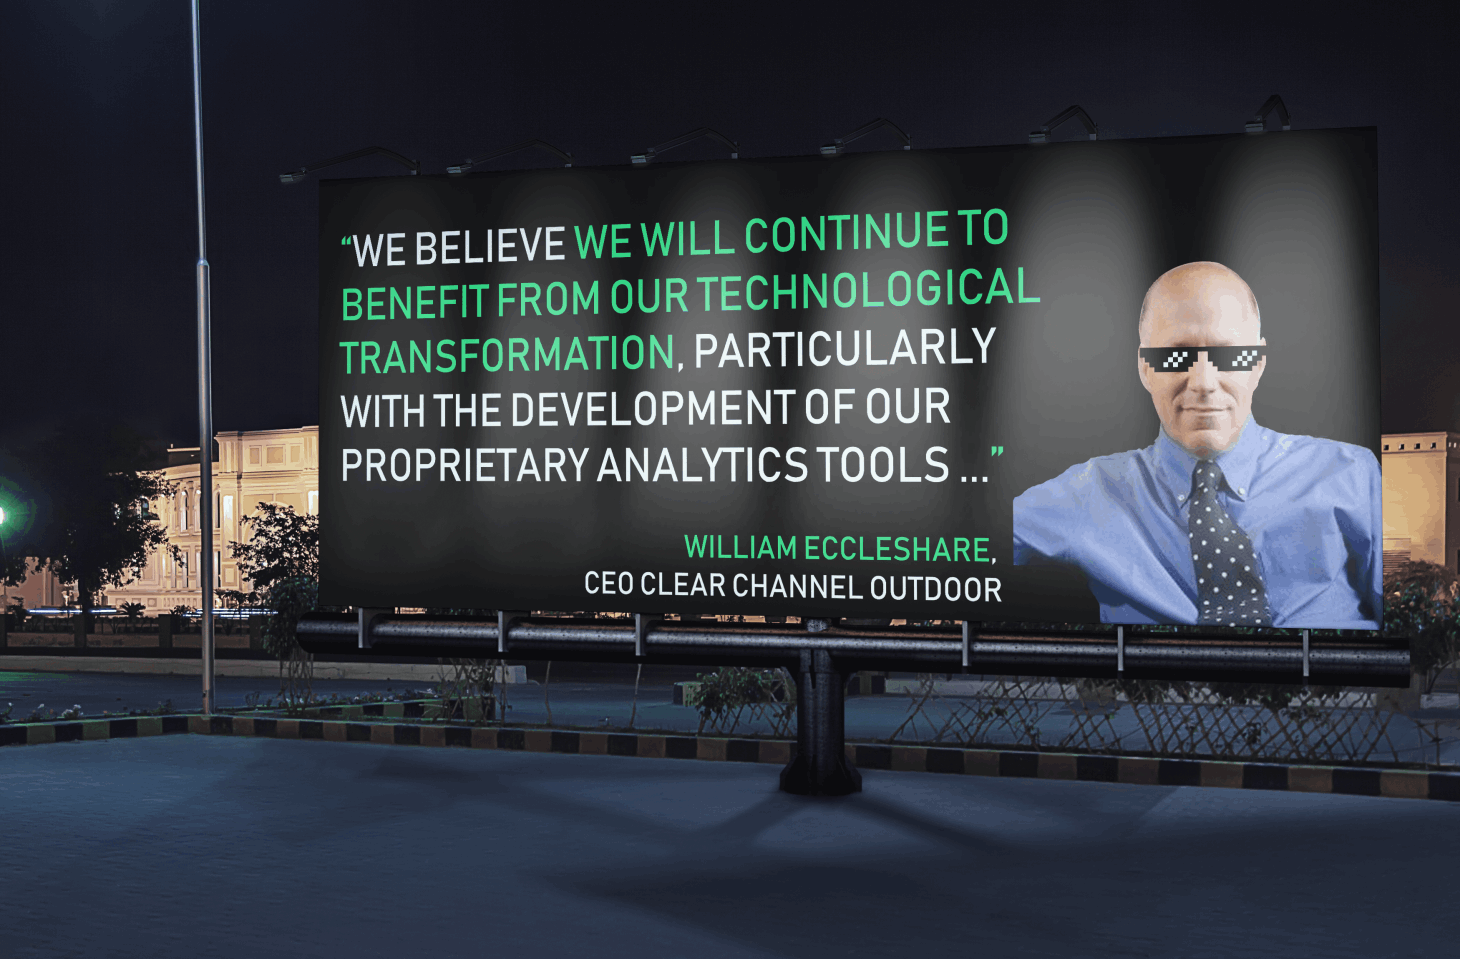 “WE BELIEVE WE WILL CONTINUE TO
BENEFIT FROM OUR TECHNOLOGICAL
TRANSFORMATION, PARTICULARLY
WITH THE DEVELOPMENT OF OUR
PROPRIETARY ANALYTICS TOOLS ...”
WILLIAM ECCLESHARE,
CEO CLEAR CHANNEL OUTDOOR